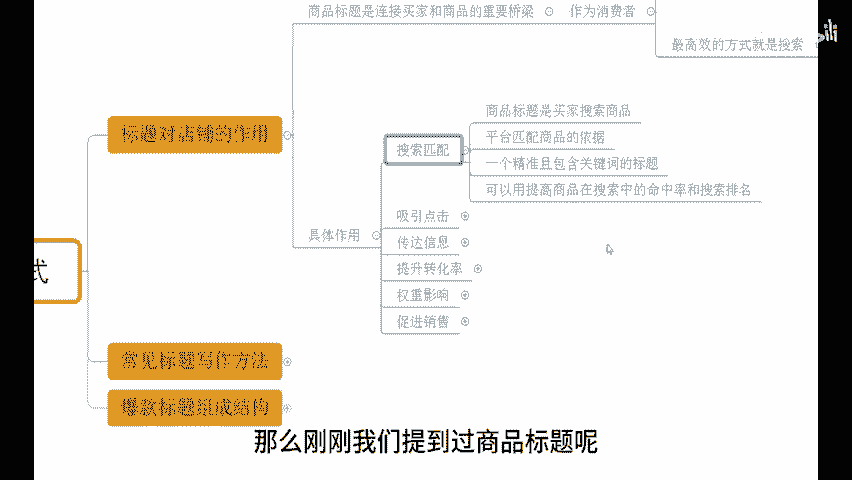 商品标题是连接买家和商品的重要桥梁
作为消费者
最高效的方式就是搜索
标题对店铺的作用
商品标题是买家搜索商品
平台匹配商品的依据
搜索匹配
一个精准且包含关键词的标题
可以用提高商品在搜索中的命中率和搜索排名
吸引点击
具体作用
传达信息
提升转化率
式
权重影响
促进销售
常见标题写作方法
爆款标题组成结构
那么刚刚我们提到过商品标题呢